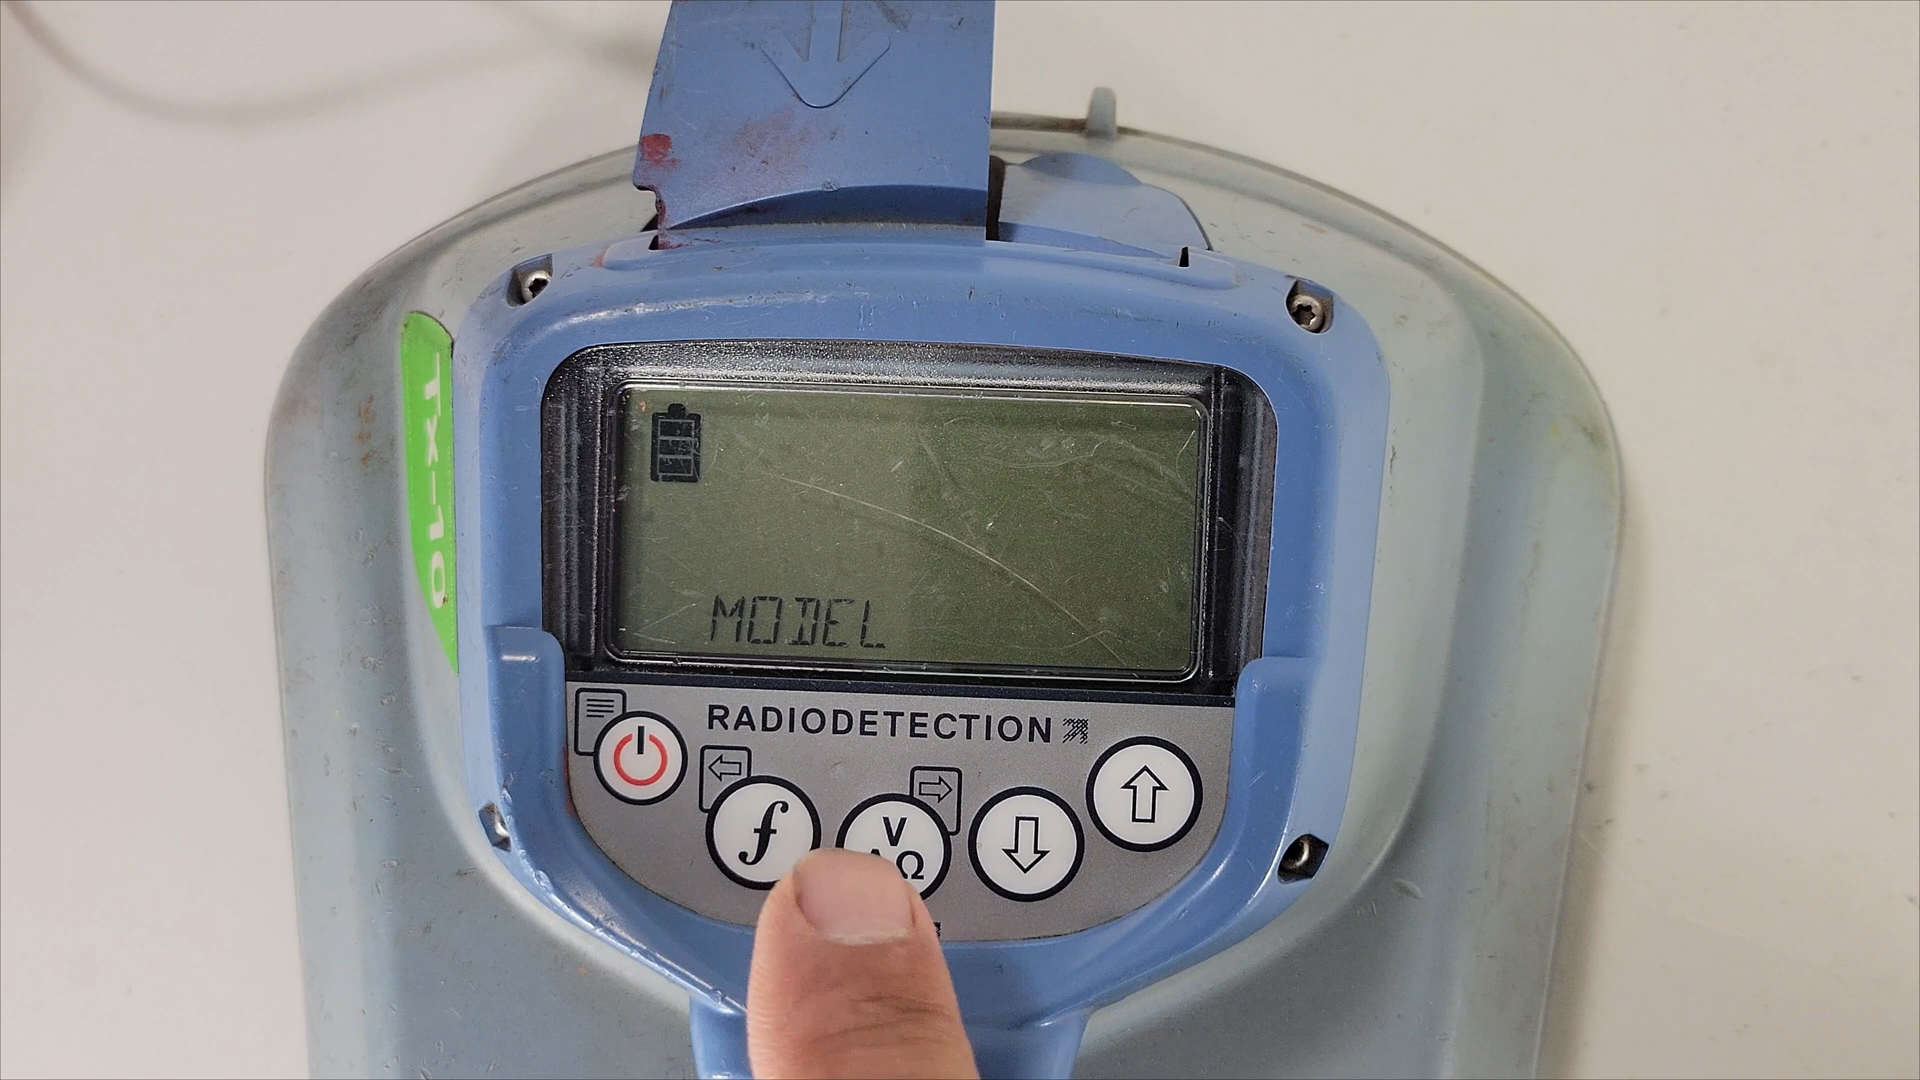 Tx-10
MODEL
RADIODETECTION
f
V
Ω